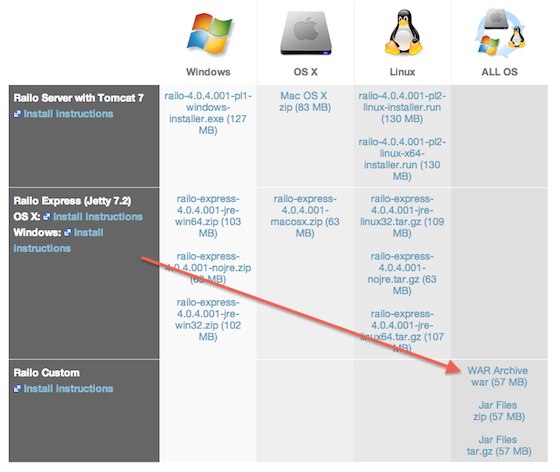 Windows
OS X
Linux
ALL OS
Railo Server with Tomcat 7
Install instructions
railo-4.0.4.001-pl1-
windows-
installer.exe (127
MB)
Mac OS X
zip (83 MB)
railo-4.0.4.001-pl2-
linux-installer.run
(130 MB)
railo-4.0.4.001-pl2-
linux-x64-
installer.run (130
MB)
Railo Express (Jetty 7.2)
OS X: Install instructions
Windows: Install
instructions
railo-express-
4.0.4.001-jre-
win64.zip (103
MB)
railo-express-
4.0.4.001-nojre.zip
(63 MB)
railo-express-
4.0.4.001-jre-
win32.zip (102
MB)
railo-express-
4.0.4.001-
macosx.zip (63
MB)
railo-express-
4.0.4.001-jre-
linux32.tar.gz (109
MB)
railo-express-
4.0.4.001-
nojre.tar.gz (63
MB)
railo-express-
4.0.4.001-jre-
linux64.tar.gz (107
MB)
Railo Custom
Install instructions
WAR Archive
war (57 MB)
Jar Files
zip (57 MB)
Jar Files
tar.gz (57 MB)